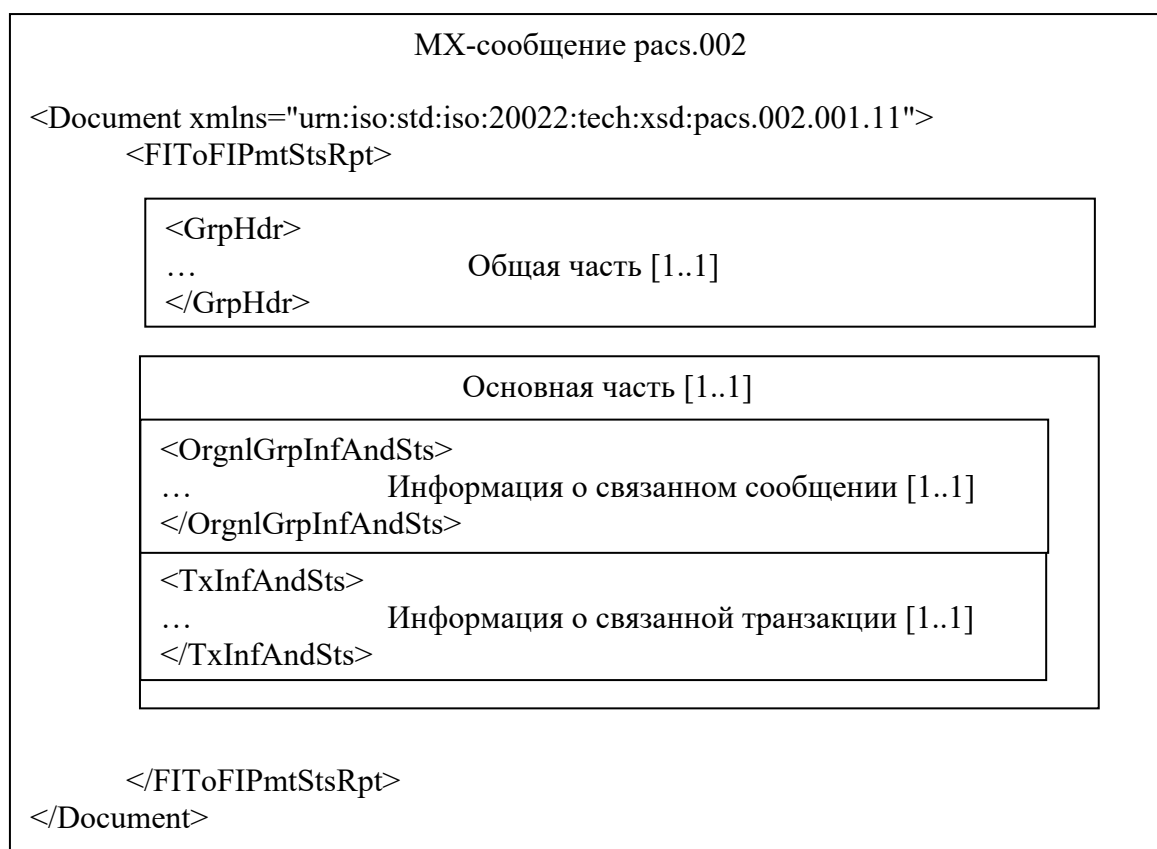 МХ-сообщение pacs.002
<Document xmlns="urn:iso:std:iso:20022:tech:xsd:pacs.002.001.11">
<FIToFIPmtStsRpt>
<GrpHdr>
… Общая часть [1..1]
</GrpHdr>
Основная часть [1..1]
<OrgnlGrpInfAndSts>
… Информация о связанном сообщении [1..1]
</OrgnlGrpInfAndSts>
<TxInfAndSts>
… Информация о связанной транзакции [1..1]
</TxInfAndSts>
</FIToFIPmtStsRpt>
</Document>